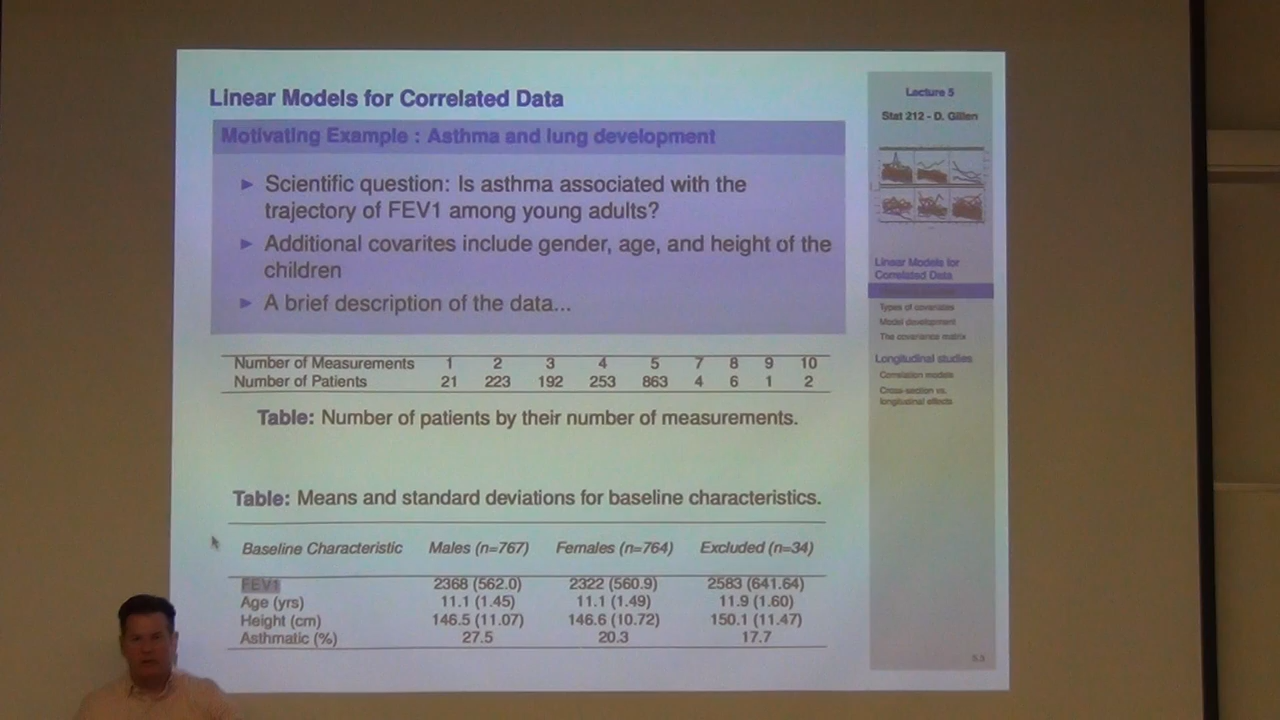 Linear Models for Correlated Data
Motivating Example : Asthma and lung development
► Scientific question: Is asthma associated with the
trajectory of FEV1 among young adults?
► Additional covarites include gender, age, and height of the
children
► A brief description of the data...
Number of Measurements 1 2 3 4 5 7 8 9 10
Number of Patients 21 223 192 253 863 4 6 1 2
Table: Number of patients by their number of measurements.
Table: Means and standard deviations for baseline characteristics.
Baseline Characteristic Males (n=767) Females (n=764) Excluded (n=34)
FEV1 2368 (562.0) 2322 (560.9) 2583 (641.64)
Age (yrs) 11.1 (1.45) 11.1 (1.49) 11.9 (1.60)
Height (cm) 146.5 (11.07) 146.6 (10.72) 150.1 (11.47)
Asthmatic (%) 27.5 20.3 17.7
Lecture 5
Stat 212 - D. Gillen
Linear Models for
Correlated Data
Types of covariates
Model development
The covariance matrix
Longitudinal studies
Correlation models
Cross-section vs.
longitudinal effects
5.3